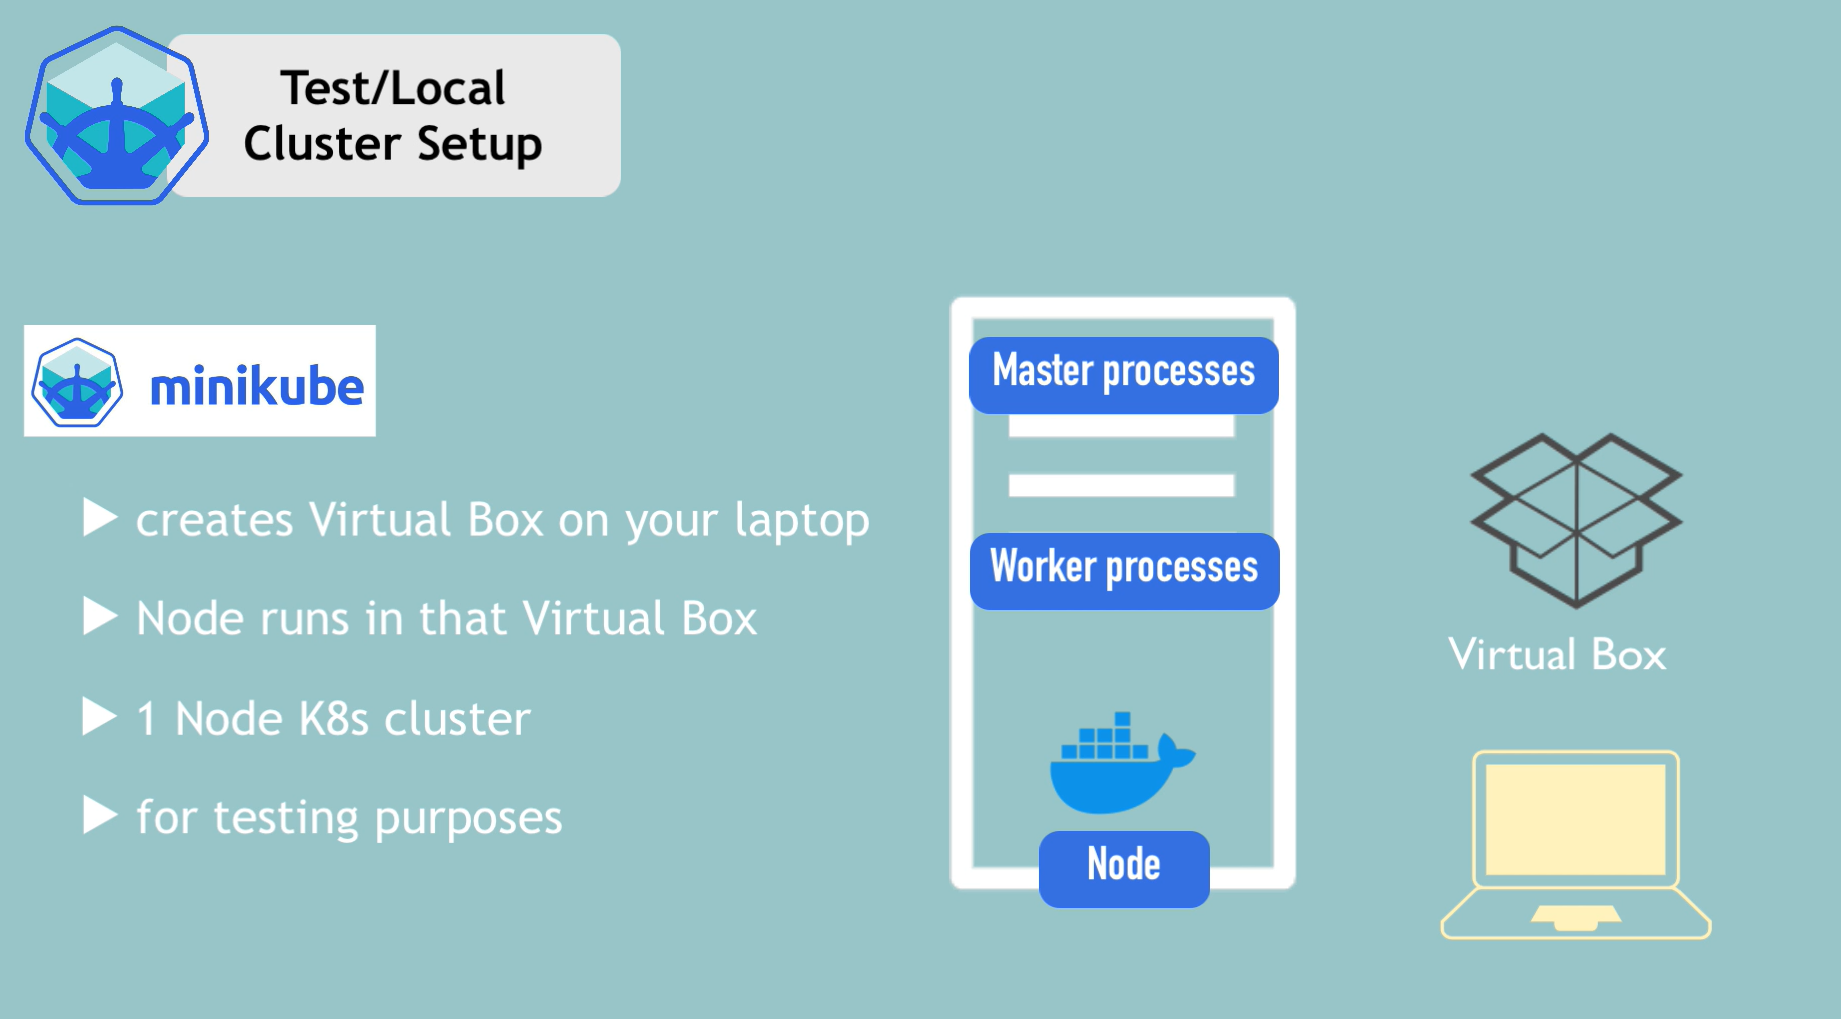 Test/Local
Cluster Setup
minikube
creates Virtual Box on your laptop
Node runs in that Virtual Box
1 Node K8s cluster
for testing purposes
Master processes
Worker processes
Node
Virtual Box